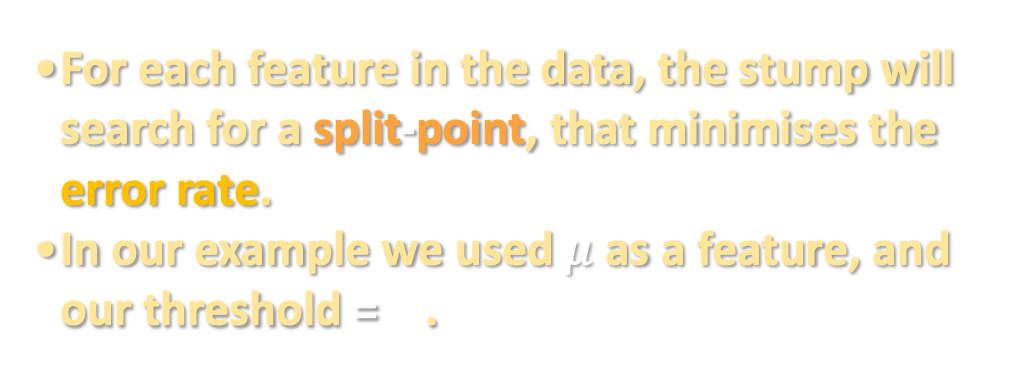 •For each feature in the data, the stump will
search for a split-point, that minimises the
error rate.
•In our example we used μ as a feature, and
our threshold = .